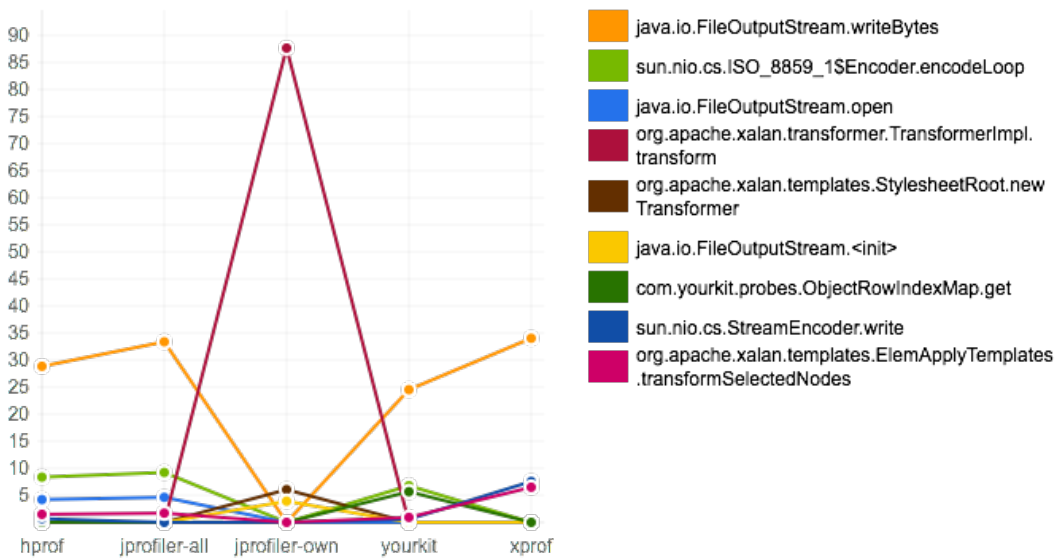 90
85
80
75
70
65
60
55
50
45
40
35
30
25
20
15
10
5
hprof
jprofiler-all
jprofiler-own
yourkit
xprof
java.io.FileOutputStream.writeBytes
sun.nio.cs.ISO_8859_1$Encoder.encodeLoop
java.io.FileOutputStream.open
org.apache.xalan.transformer.TransformerImpl.
transform
org.apache.xalan.templates.StylesheetRoot.new
Transformer
java.io.FileOutputStream.<init>
com.yourkit.probes.ObjectRowIndexMap.get
sun.nio.cs.StreamEncoder.write
org.apache.xalan.templates.ElemApplyTemplates
.transformSelectedNodes